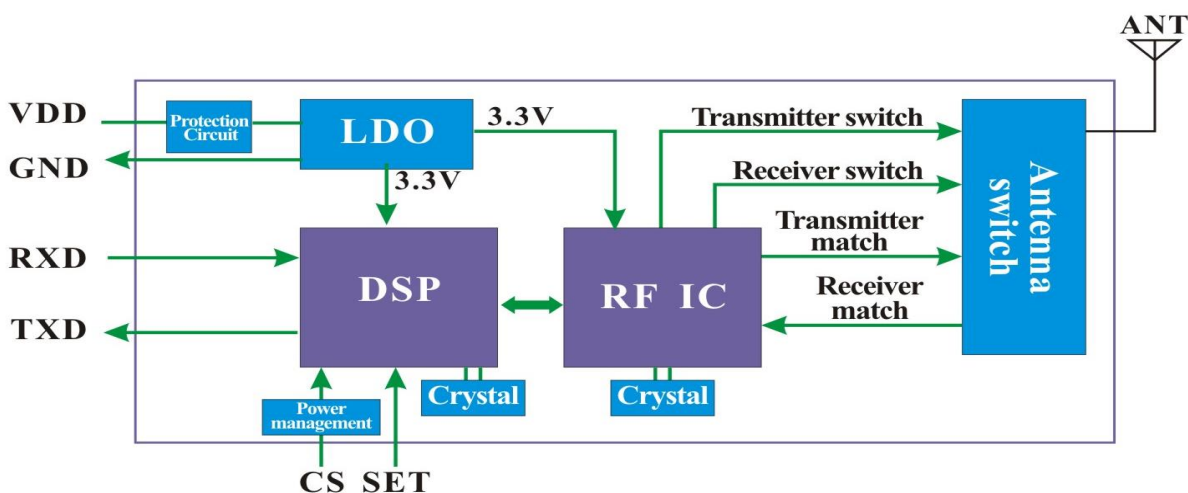 ANT
VDD
Protection
Circuit
LDO
3.3V
3.3V
GND
Transmitter switch
Receiver switch
Transmitter
match
Receiver
match
Antenna
switch
RXD
DSP
RF IC
TXD
Crystal
Crystal
Power
management
CS SET